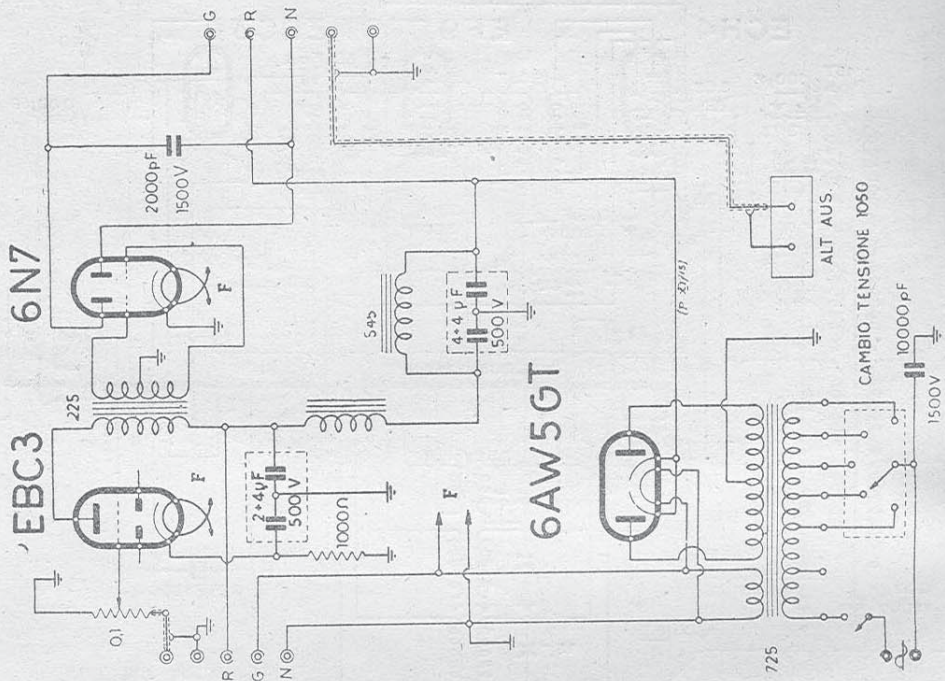 G
R
N
6N7
2000pF
1500V
F
225
EBC3
F
2+4µF
500V
1000Ω
0,1
R
G
N
545
4+4 µF
500 V
F
6AW5GT
ALT AUS.
CAMBIO TENSIONE 1050
10000pF
1500V
725